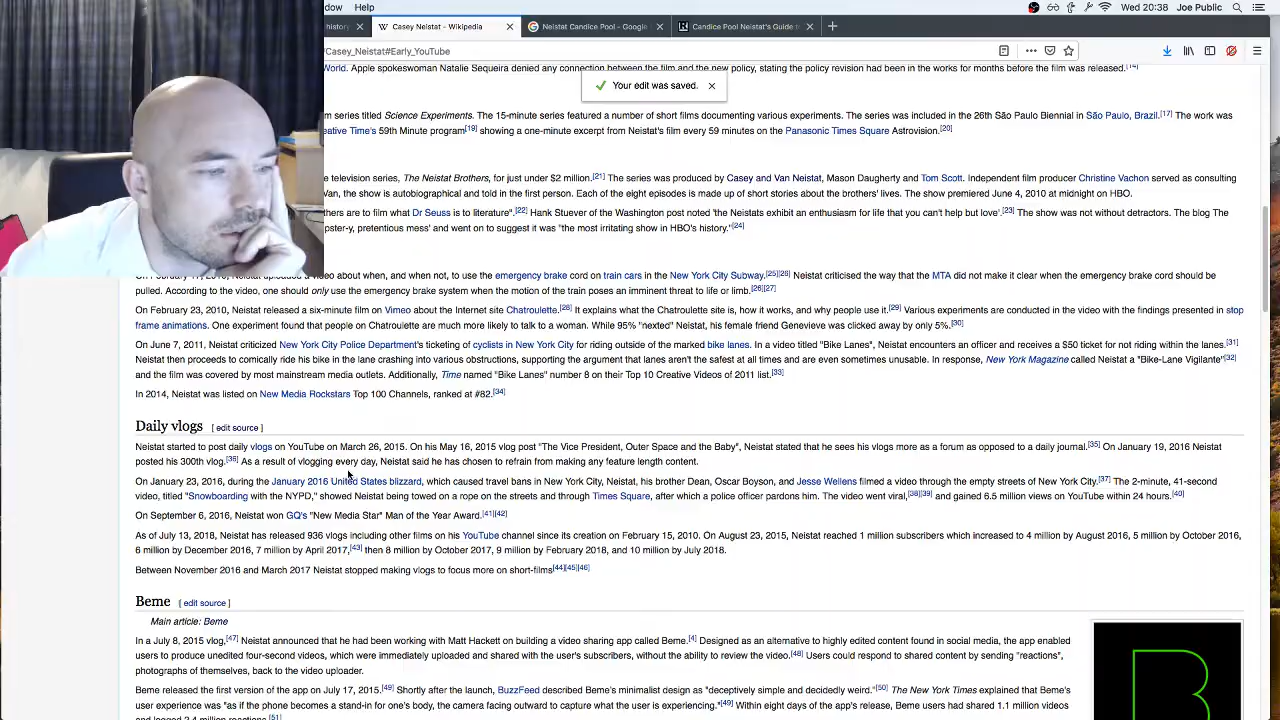 dow Help Wed 20:38 Joe Public
history Casey Neistat - Wikipedia Neistat Candice Pool - Google Candice Pool Neistat's Guide
Casey_Neistat#Early_YouTube
World. Apple spokeswoman Natalie Sequeira denied any connection between the film and the new policy, stating the policy revision had been in the works for months before the film was released.[14]
Your edit was saved.
m series titled Science Experiments. The 15-minute series featured a number of short films documenting various experiments. The series was included in the 26th São Paulo Biennial in São Paulo, Brazil.[17] The work was
eative Time's 59th Minute program[19] showing a one-minute excerpt from Neistat's film every 59 minutes on the Panasonic Times Square Astrovision.[20]
e television series, The Neistat Brothers, for just under $2 million.[21] The series was produced by Casey and Van Neistat, Mason Daugherty and Tom Scott. Independent film producer Christine Vachon served as consulting
Van, the show is autobiographical and told in the first person. Each of the eight episodes is made up of short stories about the brothers' lives. The show premiered June 4, 2010 at midnight on HBO.
thers are to film what Dr Seuss is to literature".[22] Hank Stuever of the Washington post noted 'the Neistats exhibit an enthusiasm for life that you can't help but love'.[23] The show was not without detractors. The blog The
pster-y, pretentious mess' and went on to suggest it was "the most irritating show in HBO's history."[24]
On February 17, 2010, Neistat uploaded a video about when, and when not, to use the emergency brake cord on train cars in the New York City Subway.[25][26] Neistat criticised the way that the MTA did not make it clear when the emergency brake cord should be
pulled. According to the video, one should only use the emergency brake system when the motion of the train poses an imminent threat to life or limb.[26][27]
On February 23, 2010, Neistat released a six-minute film on Vimeo about the Internet site Chatroulette.[28] It explains what the Chatroulette site is, how it works, and why people use it.[29] Various experiments are conducted in the video with the findings presented in stop
frame animations. One experiment found that people on Chatroulette are much more likely to talk to a woman. While 95% "nexted" Neistat, his female friend Genevieve was clicked away by only 5%.[30]
On June 7, 2011, Neistat criticized New York City Police Department's ticketing of cyclists in New York City for riding outside of the marked bike lanes. In a video titled "Bike Lanes", Neistat encounters an officer and receives a $50 ticket for not riding within the lanes.[31]
Neistat then proceeds to comically ride his bike in the lane crashing into various obstructions, supporting the argument that lanes aren't the safest at all times and are even sometimes unusable. In response, New York Magazine called Neistat a "Bike-Lane Vigilante"[32]
and the film was covered by most mainstream media outlets. Additionally, Time named "Bike Lanes" number 8 on their Top 10 Creative Videos of 2011 list.[33]
In 2014, Neistat was listed on New Media Rockstars Top 100 Channels, ranked at #82.[34]
Daily vlogs [ edit source ]
Neistat started to post daily vlogs on YouTube on March 26, 2015. On his May 16, 2015 vlog post "The Vice President, Outer Space and the Baby", Neistat stated that he sees his vlogs more as a forum as opposed to a daily journal.[35] On January 19, 2016 Neistat
posted his 300th vlog.[36] As a result of vlogging every day, Neistat said he has chosen to refrain from making any feature length content.
On January 23, 2016, during the January 2016 United States blizzard, which caused travel bans in New York City, Neistat, his brother Dean, Oscar Boyson, and Jesse Wellens filmed a video through the empty streets of New York City.[37] The 2-minute, 41-second
video, titled "Snowboarding with the NYPD," showed Neistat being towed on a rope on the streets and through Times Square, after which a police officer pardons him. The video went viral,[38][39] and gained 6.5 million views on YouTube within 24 hours.[40]
On September 6, 2016, Neistat won GQ's "New Media Star" Man of the Year Award.[41][42]
As of July 13, 2018, Neistat has released 936 vlogs including other films on his YouTube channel since its creation on February 15, 2010. On August 23, 2015, Neistat reached 1 million subscribers which increased to 4 million by August 2016, 5 million by October 2016,
6 million by December 2016, 7 million by April 2017,[43] then 8 million by October 2017, 9 million by February 2018, and 10 million by July 2018.
Between November 2016 and March 2017 Neistat stopped making vlogs to focus more on short-films[44][45][46]
Beme [ edit source ]
Main article: Beme
In a July 8, 2015 vlog,[47] Neistat announced that he had been working with Matt Hackett on building a video sharing app called Beme.[4] Designed as an alternative to highly edited content found in social media, the app enabled
users to produce unedited four-second videos, which were immediately uploaded and shared with the user's subscribers, without the ability to review the video.[48] Users could respond to shared content by sending "reactions",
photographs of themselves, back to the video uploader.
Beme released the first version of the app on July 17, 2015.[49] Shortly after the launch, BuzzFeed described Beme's minimalist design as "deceptively simple and decidedly weird."[50] The New York Times explained that Beme's
user experience was "as if the phone becomes a stand-in for one's body, the camera facing outward to capture what the user is experiencing."[49] Within eight days of the app's release, Beme users had shared 1.1 million videos
and logged 2.4 million reactions.[51]